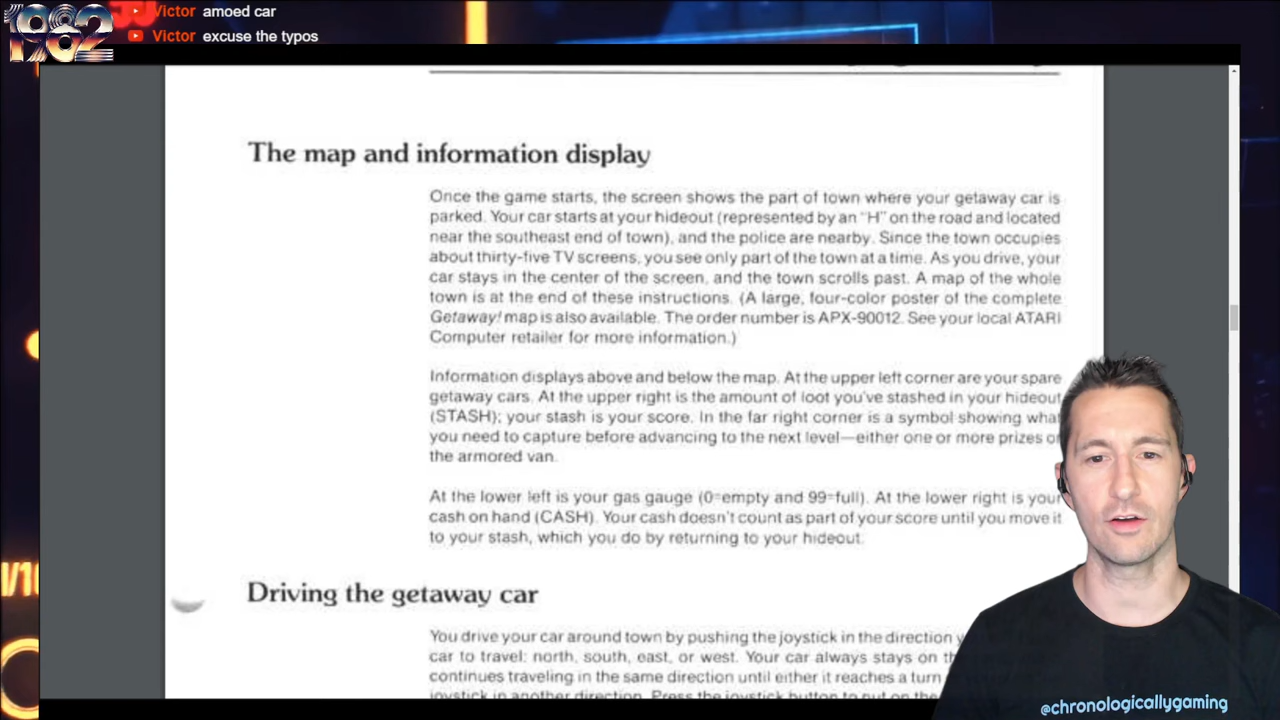 1982
Victor amoed car
Victor excuse the typos
The map and information display
Once the game starts, the screen shows the part of town where your getaway car is
parked. Your car starts at your hideout (represented by an "H" on the road and located
near the southeast end of town), and the police are nearby. Since the town occupies
about thirty-five TV screens, you see only part of the town at a time. As you drive, your
car stays in the center of the screen, and the town scrolls past. A map of the whole
town is at the end of these instructions. (A large, four-color poster of the complete
Getaway! map is also available. The order number is APX-90012. See your local ATARI
Computer retailer for more information.)
Information displays above and below the map. At the upper left corner are your spare
getaway cars. At the upper right is the amount of loot you've stashed in your hideout
(STASH); your stash is your score. In the far right corner is a symbol showing what
you need to capture before advancing to the next level—either one or more prizes or
the armored van.
At the lower left is your gas gauge (0=empty and 99=full). At the lower right is your
cash on hand (CASH). Your cash doesn't count as part of your score until you move it
to your stash, which you do by returning to your hideout.
Driving the getaway car
You drive your car around town by pushing the joystick in the direction
car to travel: north, south, east, or west. Your car always stays on
continues traveling in the same direction until either it reaches a turn
joystick in another direction. Press the joystick button to put on the
@chronologicallygaming